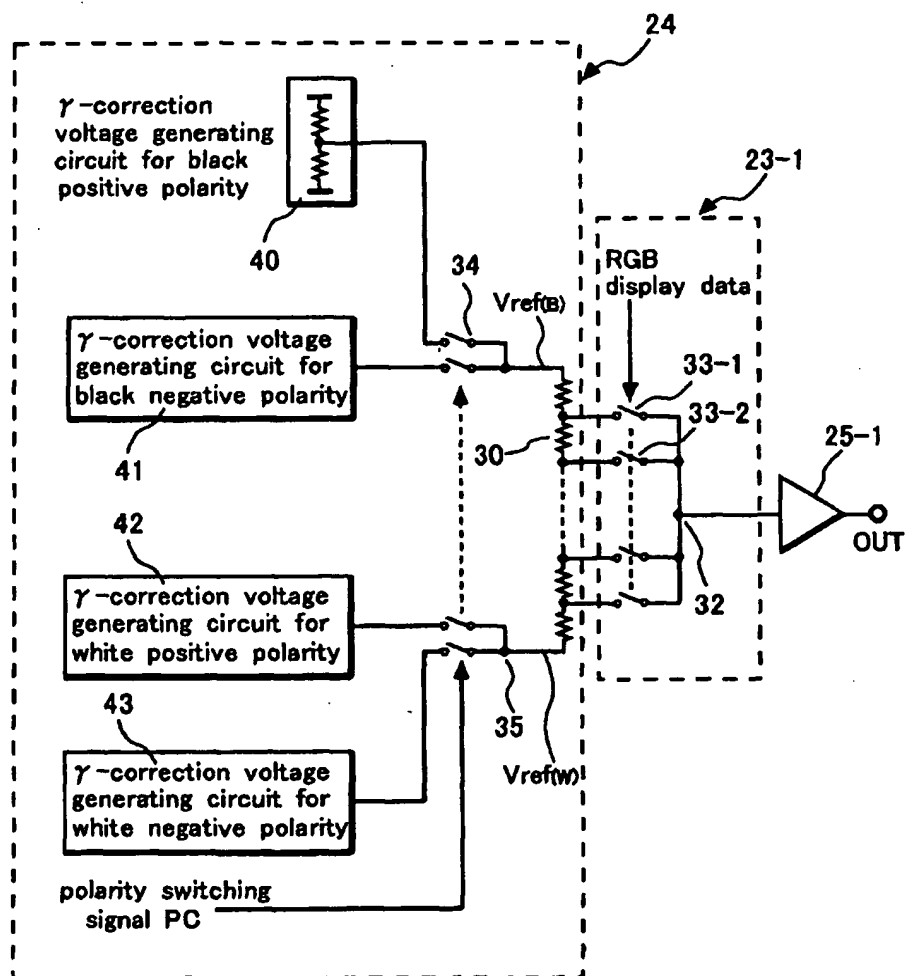 24
γ-correction
voltage generating
circuit for black
positive polarity
40
23-1
RGB
display data
34
Vref(B)
γ-correction voltage
generating circuit for
black negative polarity
41
33-1
33-2
30
25-1
OUT
32
42
γ-correction voltage
generating circuit for
white positive polarity
35
Vref(W)
43
γ-correction voltage
generating circuit for
white negative polarity
polarity switching
signal PC